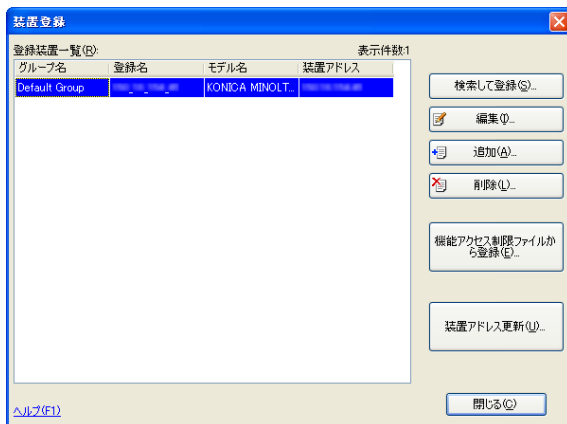 装置登録
登録装置一覧(R):
表示件数:1
グループ名 登録名 モデル名 装置アドレス
Default Group KONICA MINOLT...
検索して登録(S)...
編集(I)...
追加(A)...
削除(L)...
機能アクセス制限ファイルか
ら登録(E)...
装置アドレス更新(U)...
ヘルプ(F1)
閉じる(C)